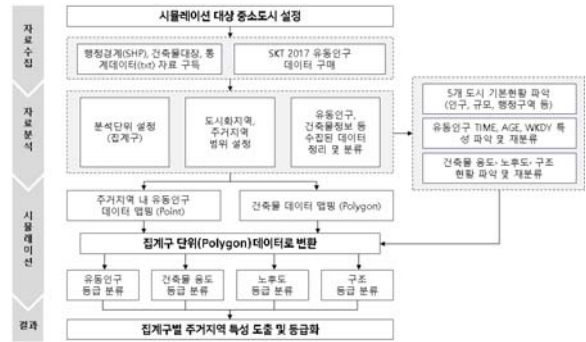 시뮬레이션 대상 중소도시 설정
자료수집
행정경계(SHP), 건축물대장, 통
계데이터(txt) 자료 구득
SKT 2017 유동인구
데이터 구매
자료분석
분석단위 설정
(집계구)
도시화지역,
주거지역
범위 설정
유동인구,
건축물정보 등
수집된 데이터
정리 및 분류
5개 도시 기본현황 파악
(인구, 규모, 행정구역 등)
유동인구 TIME, AGE, WKDY 특
성 파악 및 재분류
건축물 용도· 노후도· 구조
현황 파악 및 재분류
시뮬레이션
주거지역 내 유동인구
데이터 맵핑 (Point)
건축물 데이터 맵핑 (Polygon)
집계구 단위(Polygon)데이터로 변환
유동인구
등급 분류
건축물 용도
등급 분류
노후도
등급 분류
구조
등급 분류
결과
집계구별 주거지역 특성 도출 및 등급화